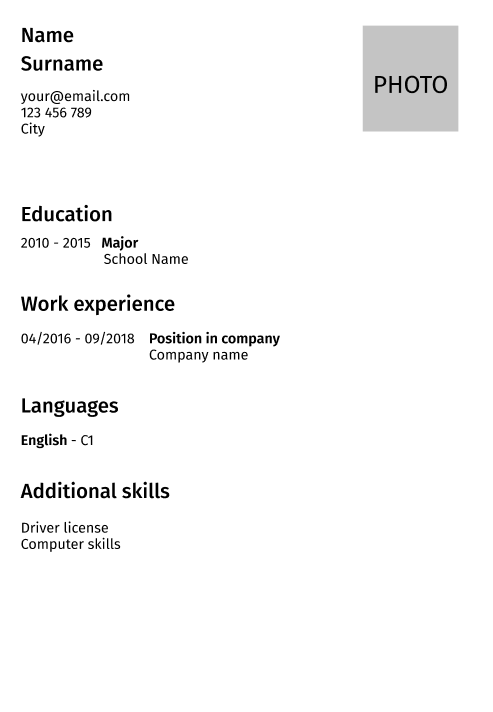 Name
Surname
PHOTO
your@email.com
123 456 789
City
Education
2010 - 2015 Major
School Name
Work experience
04/2016 - 09/2018 Position in company
Company name
Languages
English - C1
Additional skills
Driver license
Computer skills